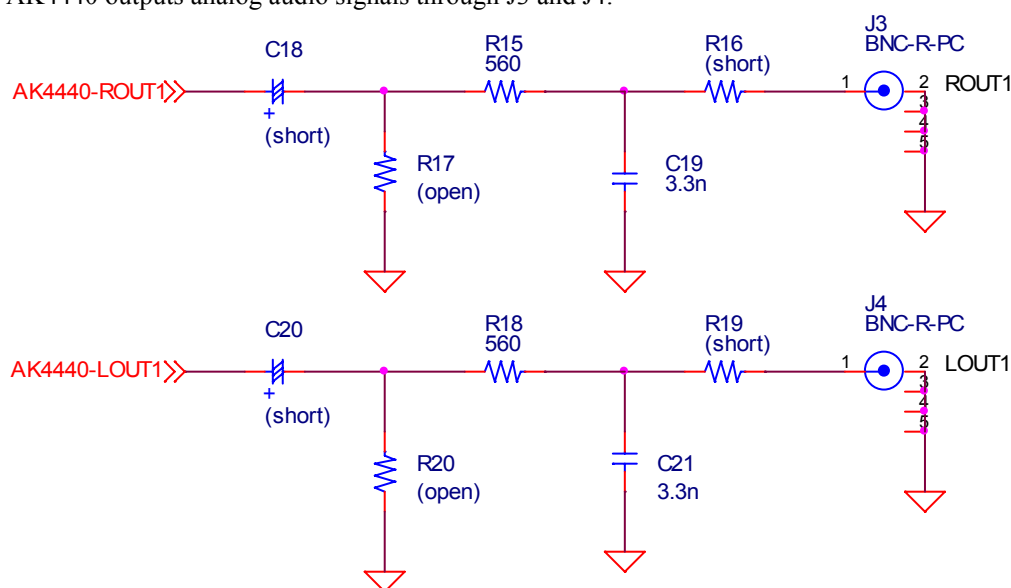 AK4440 outputs analog audio signals through J3 and J4.
J3
BNC-R-PC
C18
R15
560
R16
(short)
AK4440-ROUT1
1
2
ROUT1
3
4
5
+
(short)
R17
(open)
C19
3.3n
J4
BNC-R-PC
C20
R18
560
R19
(short)
AK4440-LOUT1
1
2
LOUT1
3
4
5
+
(short)
R20
(open)
C21
3.3n